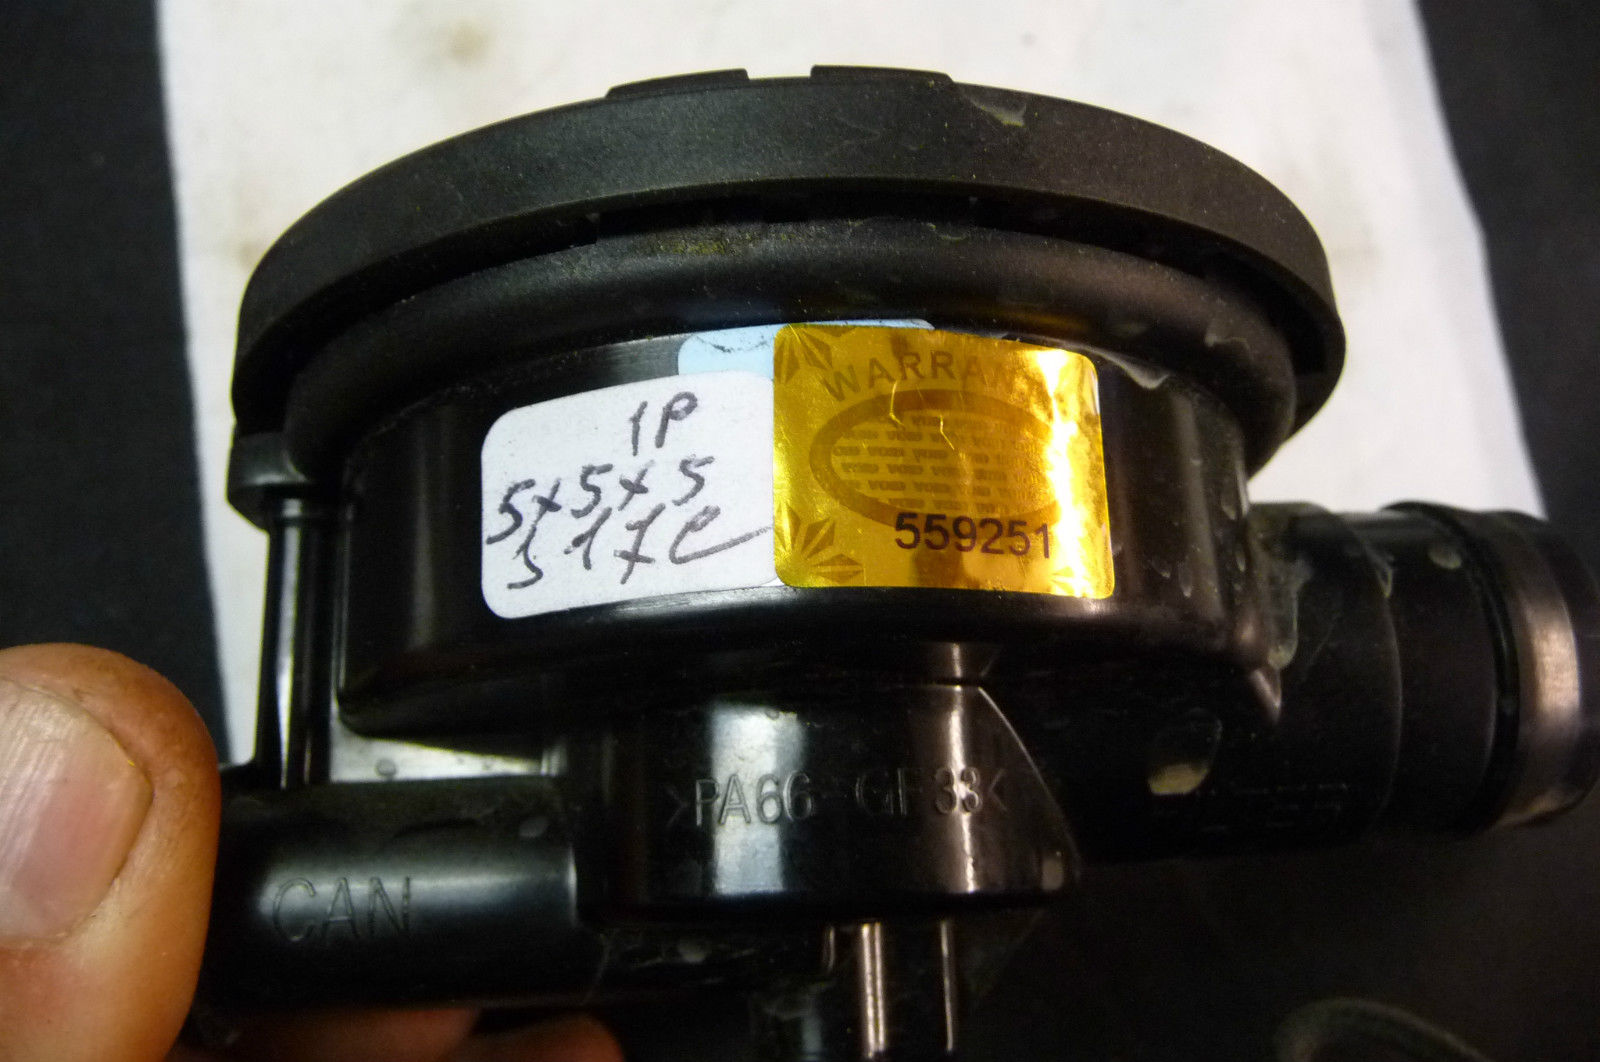 1P
5x5x5
5 17e
WARRAN
559251
>PA66 GF33<
CAN